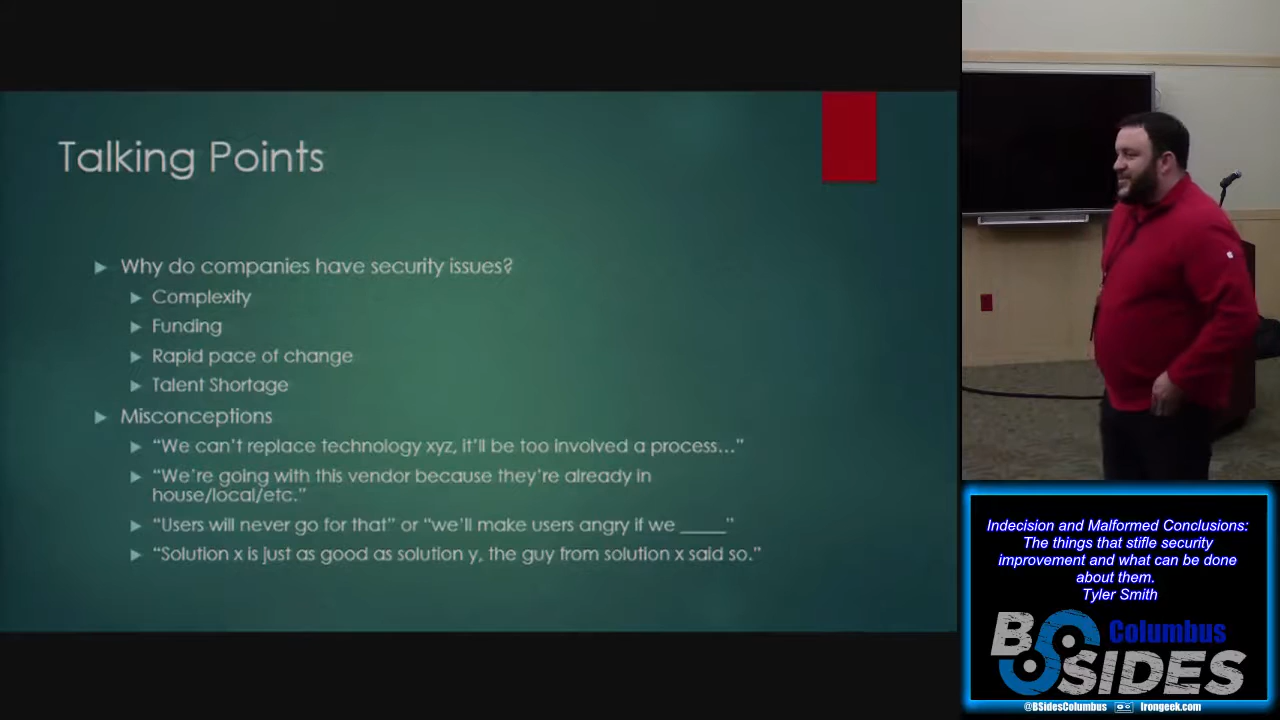 Talking Points
Why do companies have security issues?
Complexity
Funding
Rapid pace of change
Talent Shortage
Misconceptions
“We can’t replace technology xyz, it’ll be too involved a process…”
“We’re going with this vendor because they’re already in
house/local/etc.”
“Users will never go for that” or “we’ll make users angry if we _____”
“Solution x is just as good as solution y, the guy from solution x said so.”
Indecision and Malformed Conclusions:
The things that stifle security
improvement and what can be done
about them.
Tyler Smith
BSIDES Columbus
@BSidesColumbus Irongeek.com